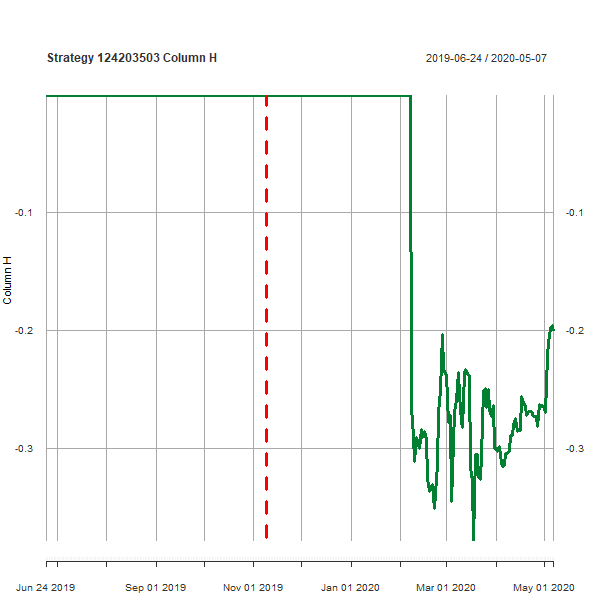 Strategy 124203503 Column H
2019-06-24 / 2020-05-07
-0.1
-0.1
Column H
-0.2
-0.2
-0.3
-0.3
Jun 24 2019
Sep 01 2019
Nov 01 2019
Jan 01 2020
Mar 01 2020
May 01 2020